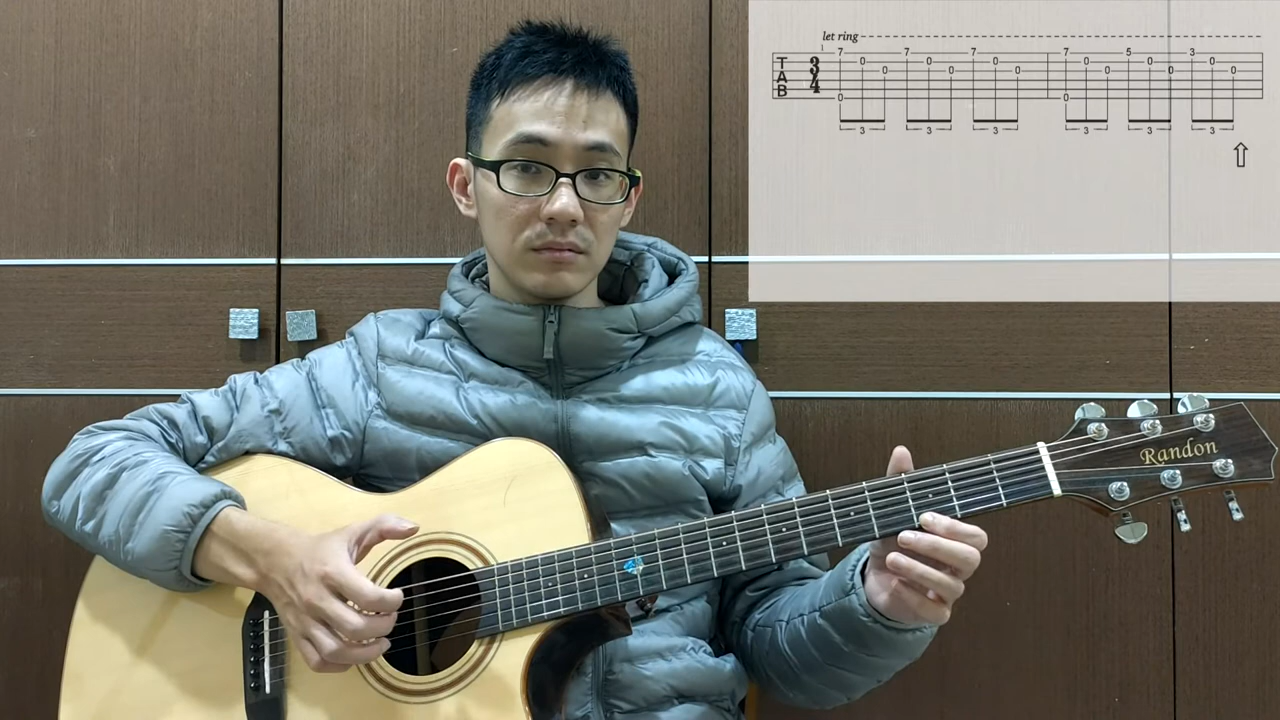 let ring
7 7 7 7 5 3
T 3 0 0 0 0 0 0
A 4 0 0 0 0 0 0
B 0 0
3 3 3 3 3 3
Randon